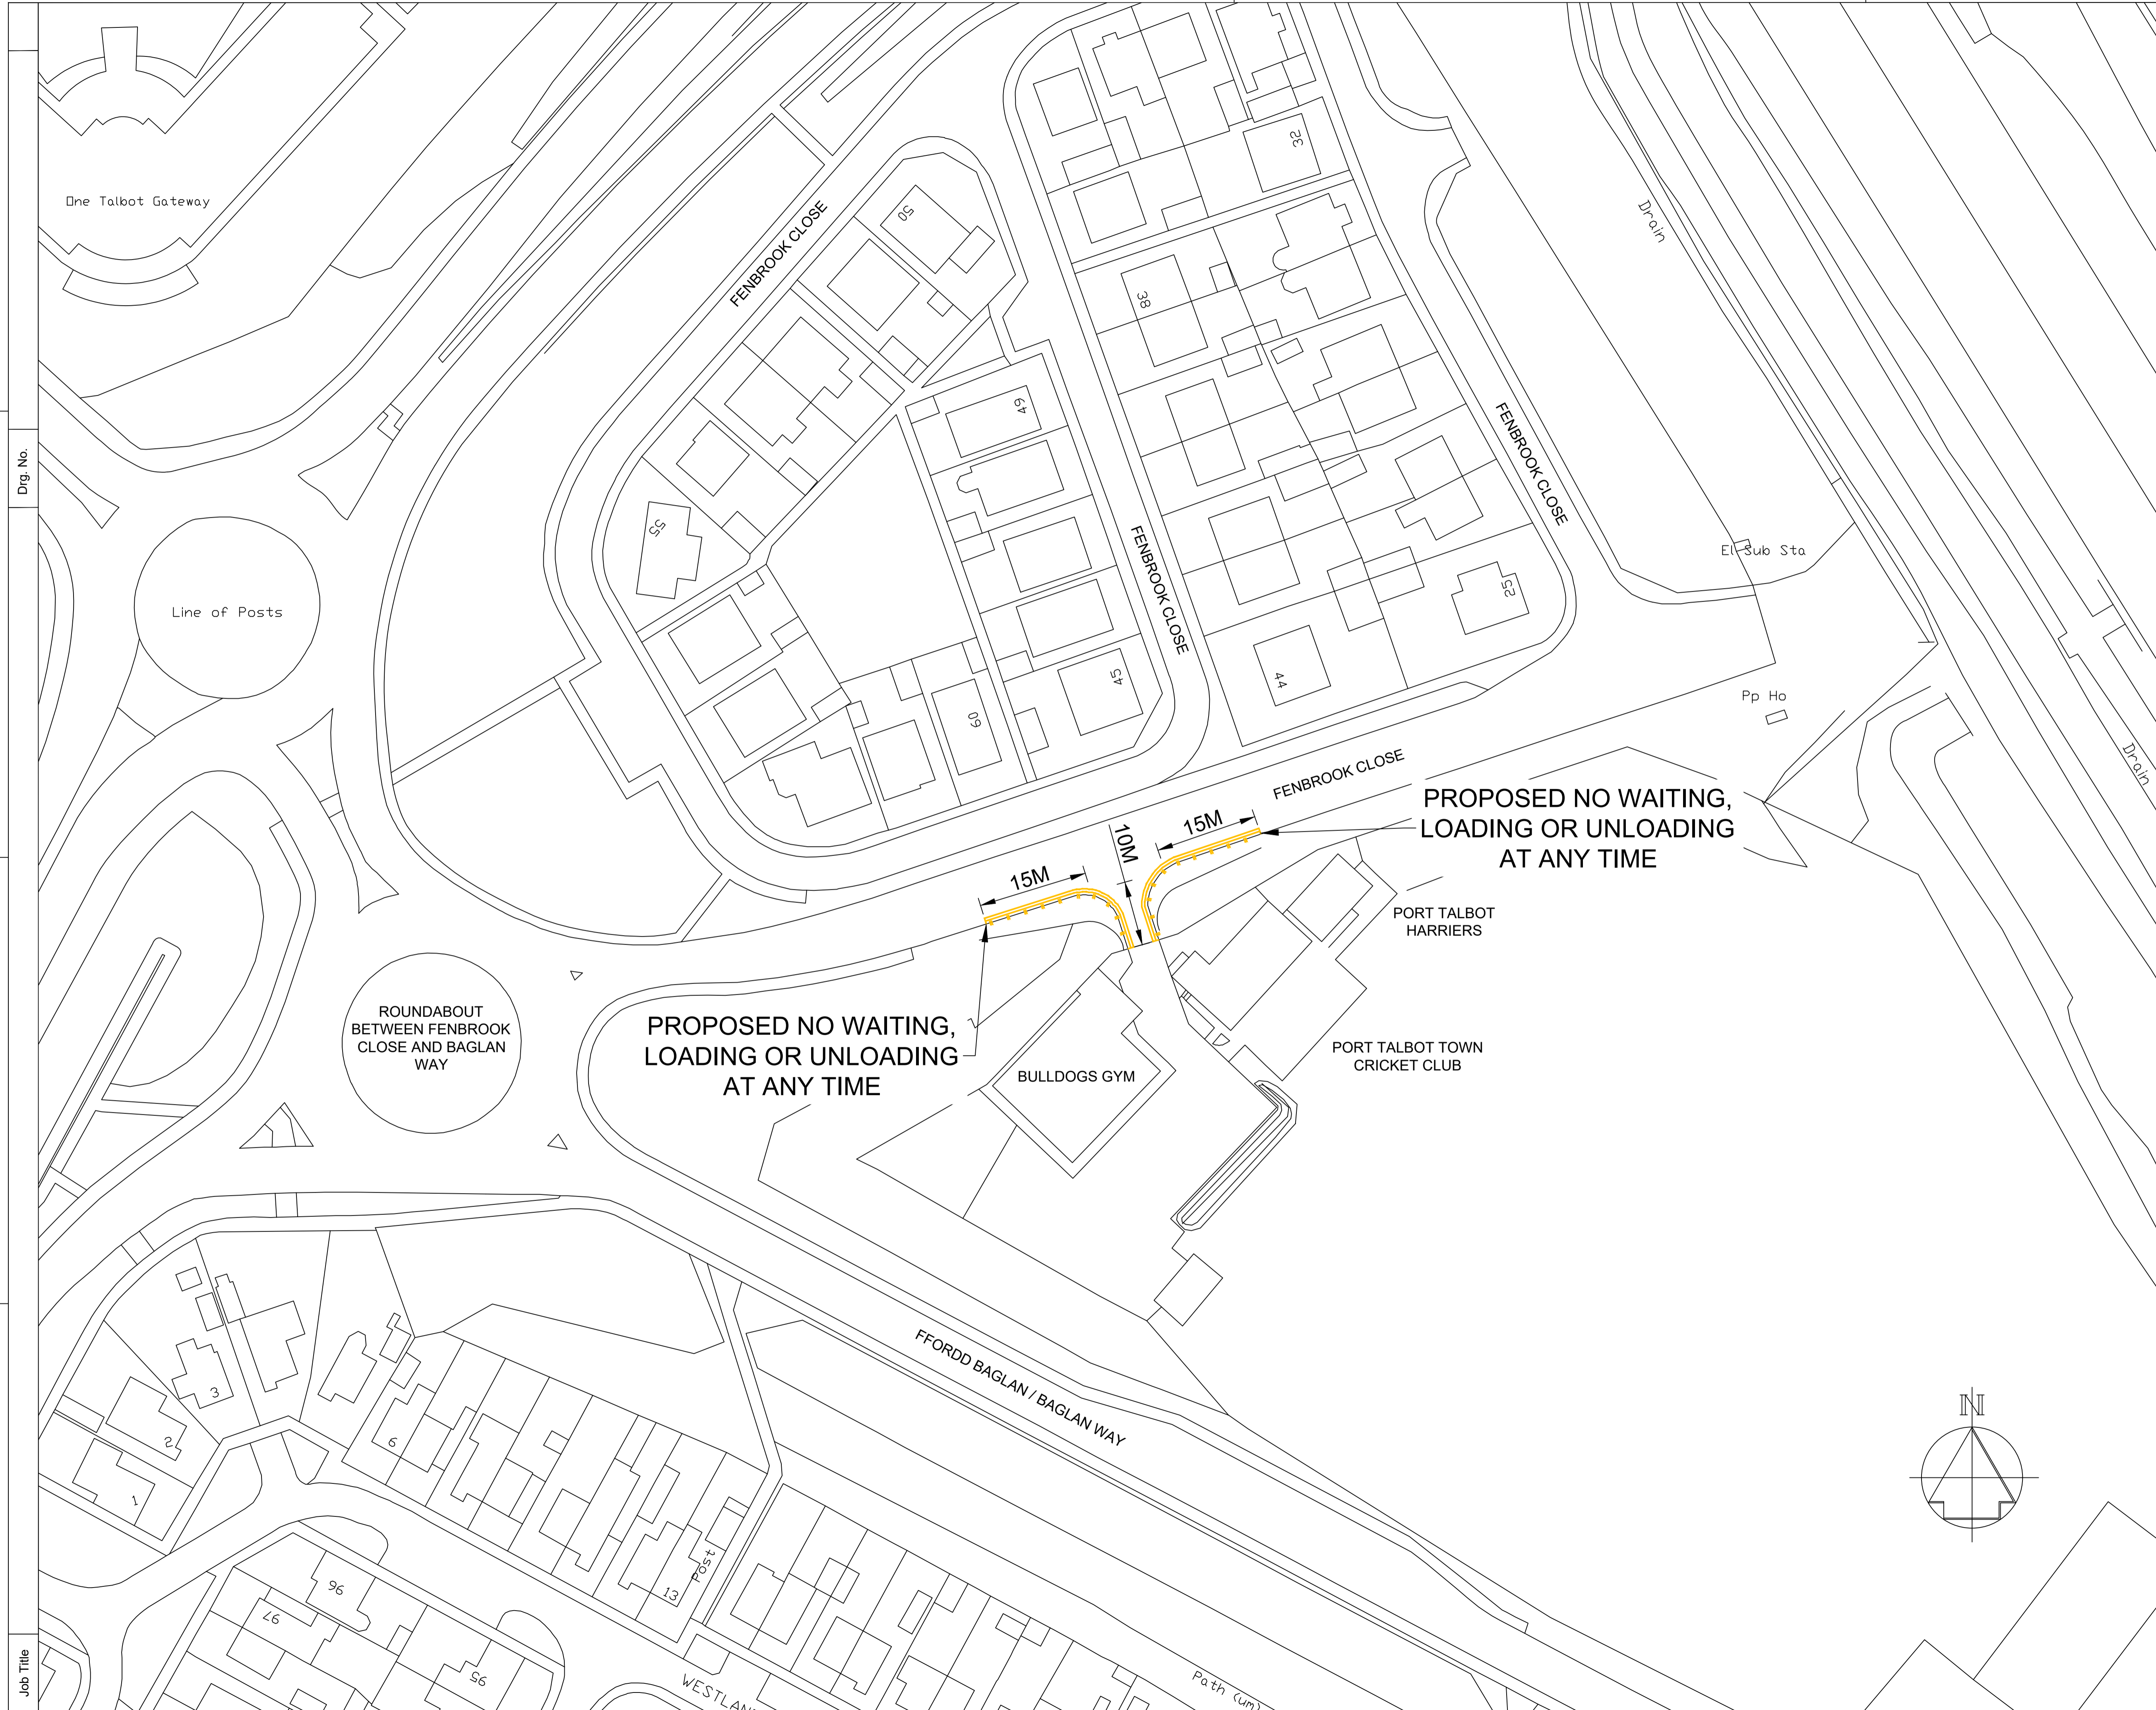 One Talbot Gateway
Drg. No.
Job Title
Line of Posts
FENBROOK CLOSE
50
55
49
45
60
32
38
44
25
FENBROOK CLOSE
FENBROOK CLOSE
FENBROOK CLOSE
Drain
El Sub Sta
Pp Ho
Drain
PROPOSED NO WAITING,
LOADING OR UNLOADING
AT ANY TIME
15M
10M
15M
PORT TALBOT
HARRIERS
PORT TALBOT TOWN
CRICKET CLUB
ROUNDABOUT
BETWEEN FENBROOK
CLOSE AND BAGLAN
WAY
PROPOSED NO WAITING,
LOADING OR UNLOADING
AT ANY TIME
BULLDOGS GYM
FFORDD BAGLAN / BAGLAN WAY
N
3
2
1
6
13
Post
96
97
95
Path (um)